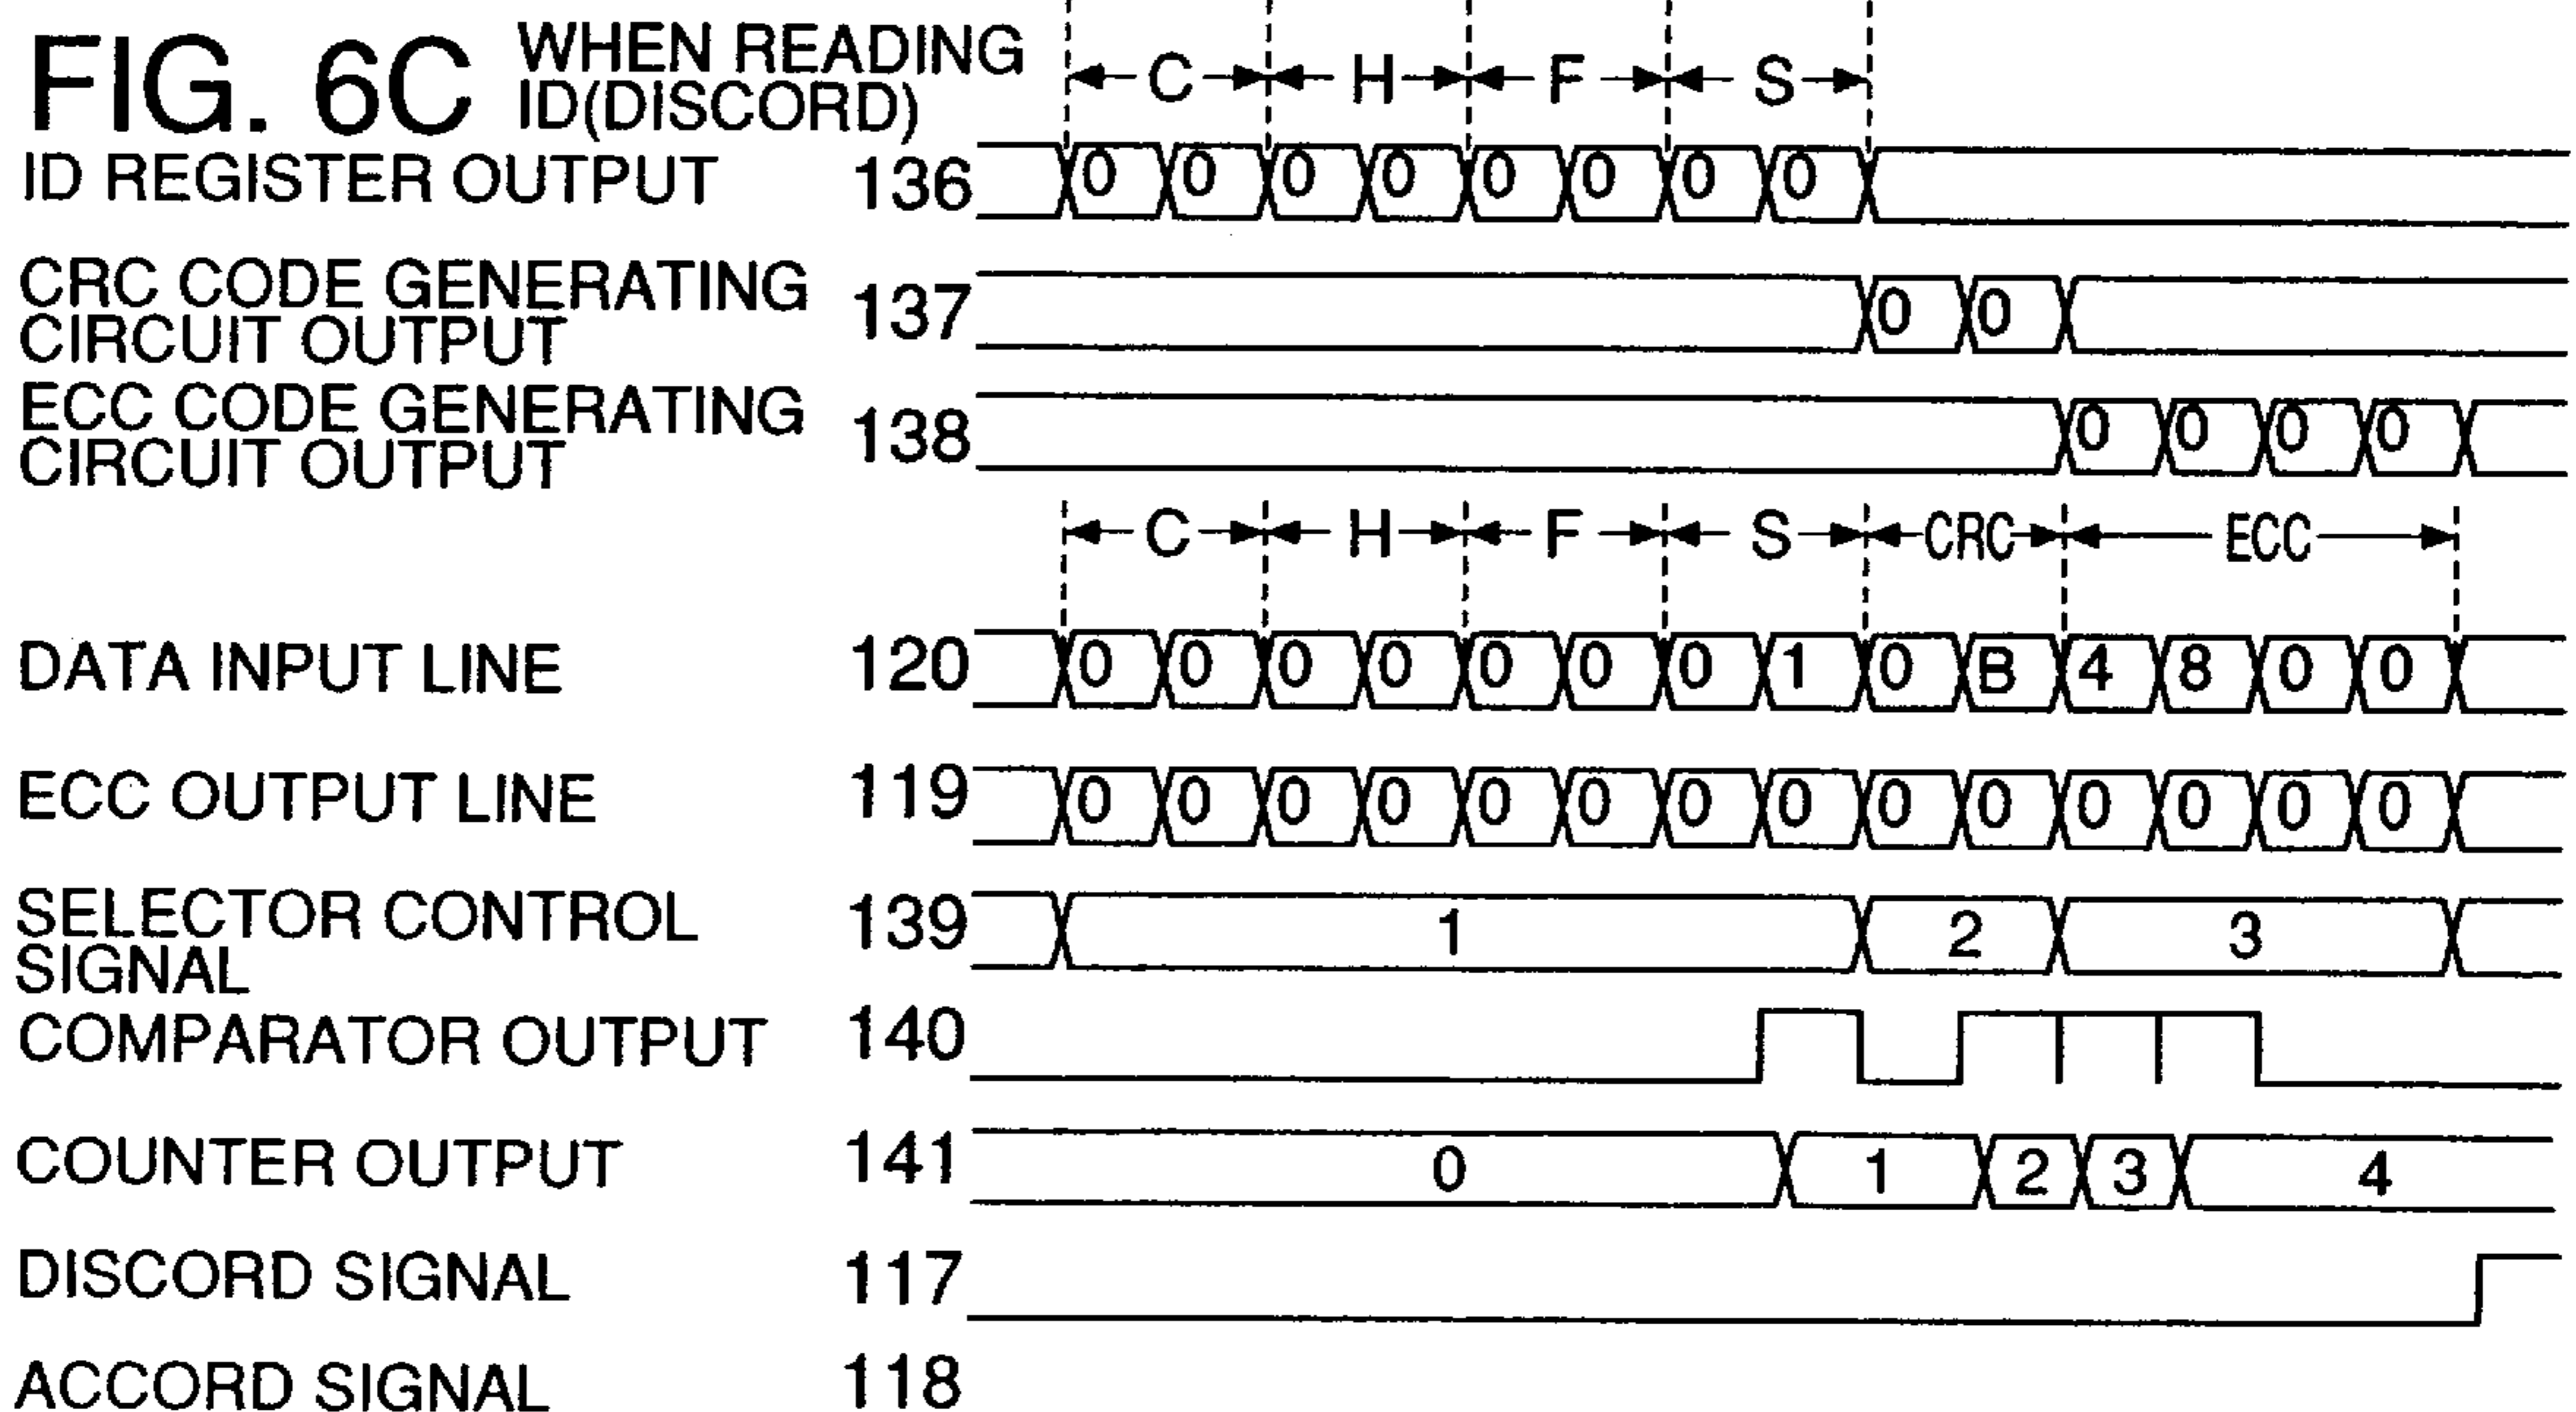 FIG. 6C WHEN READING
ID(DISCORD)
C H F S
ID REGISTER OUTPUT 136 0 0 0 0 0 0 0 0
CRC CODE GENERATING
CIRCUIT OUTPUT 137 0 0
ECC CODE GENERATING
CIRCUIT OUTPUT 138 0 0 0 0
C H F S CRC ECC
DATA INPUT LINE 120 0 0 0 0 0 0 0 1 0 B 4 8 0 0
ECC OUTPUT LINE 119 0 0 0 0 0 0 0 0 0 0 0 0 0 0
SELECTOR CONTROL
SIGNAL 139 1 2 3
COMPARATOR OUTPUT 140
COUNTER OUTPUT 141 0 1 2 3 4
DISCORD SIGNAL 117
ACCORD SIGNAL 118